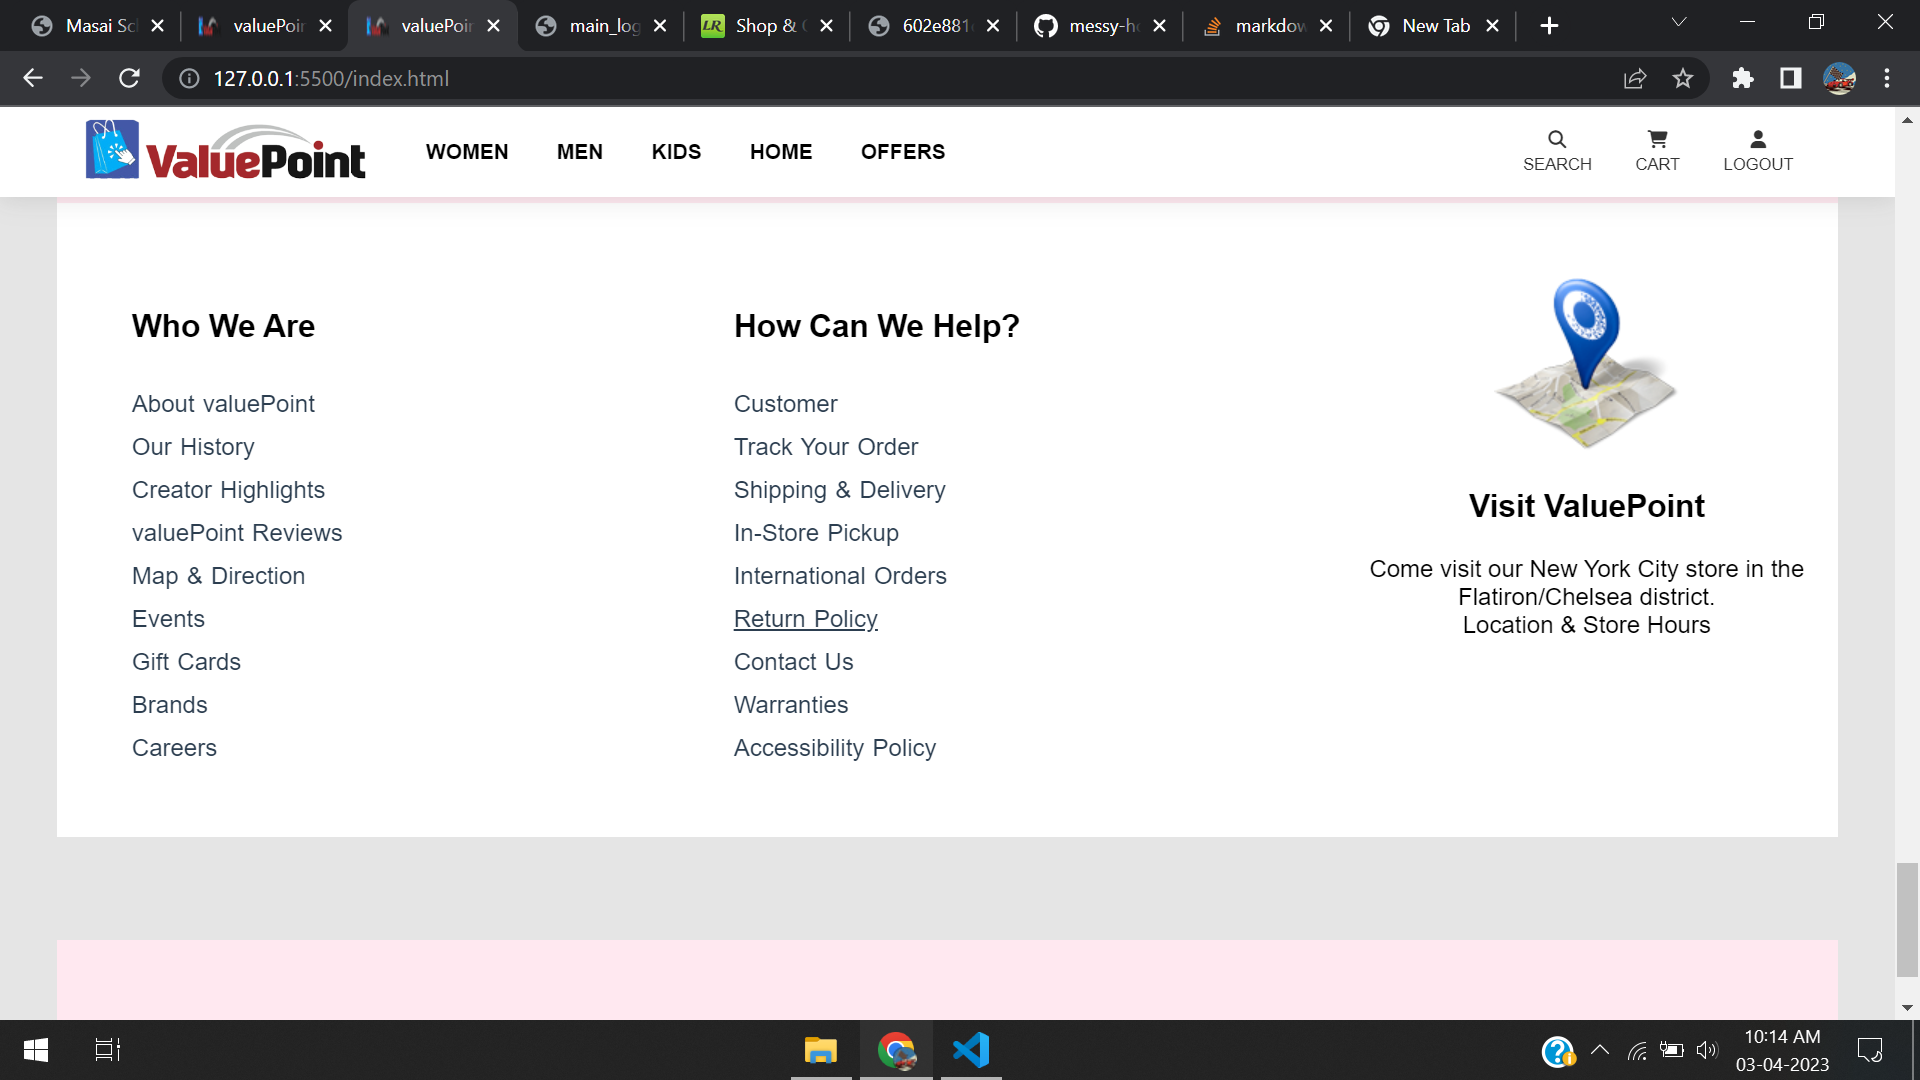 Masai Sc
valuePoi
valuePoi
main_log
LR
Shop &
602e881
messy-h
markdow
New Tab
127.0.0.1:5500/index.html
ValuePoint
WOMEN
MEN
KIDS
HOME
OFFERS
SEARCH
CART
LOGOUT
Who We Are
About valuePoint
Our History
Creator Highlights
valuePoint Reviews
Map & Direction
Events
Gift Cards
Brands
Careers
How Can We Help?
Customer
Track Your Order
Shipping & Delivery
In-Store Pickup
International Orders
Return Policy
Contact Us
Warranties
Accessibility Policy
Visit ValuePoint
Come visit our New York City store in the
Flatiron/Chelsea district.
Location & Store Hours
10:14 AM
03-04-2023